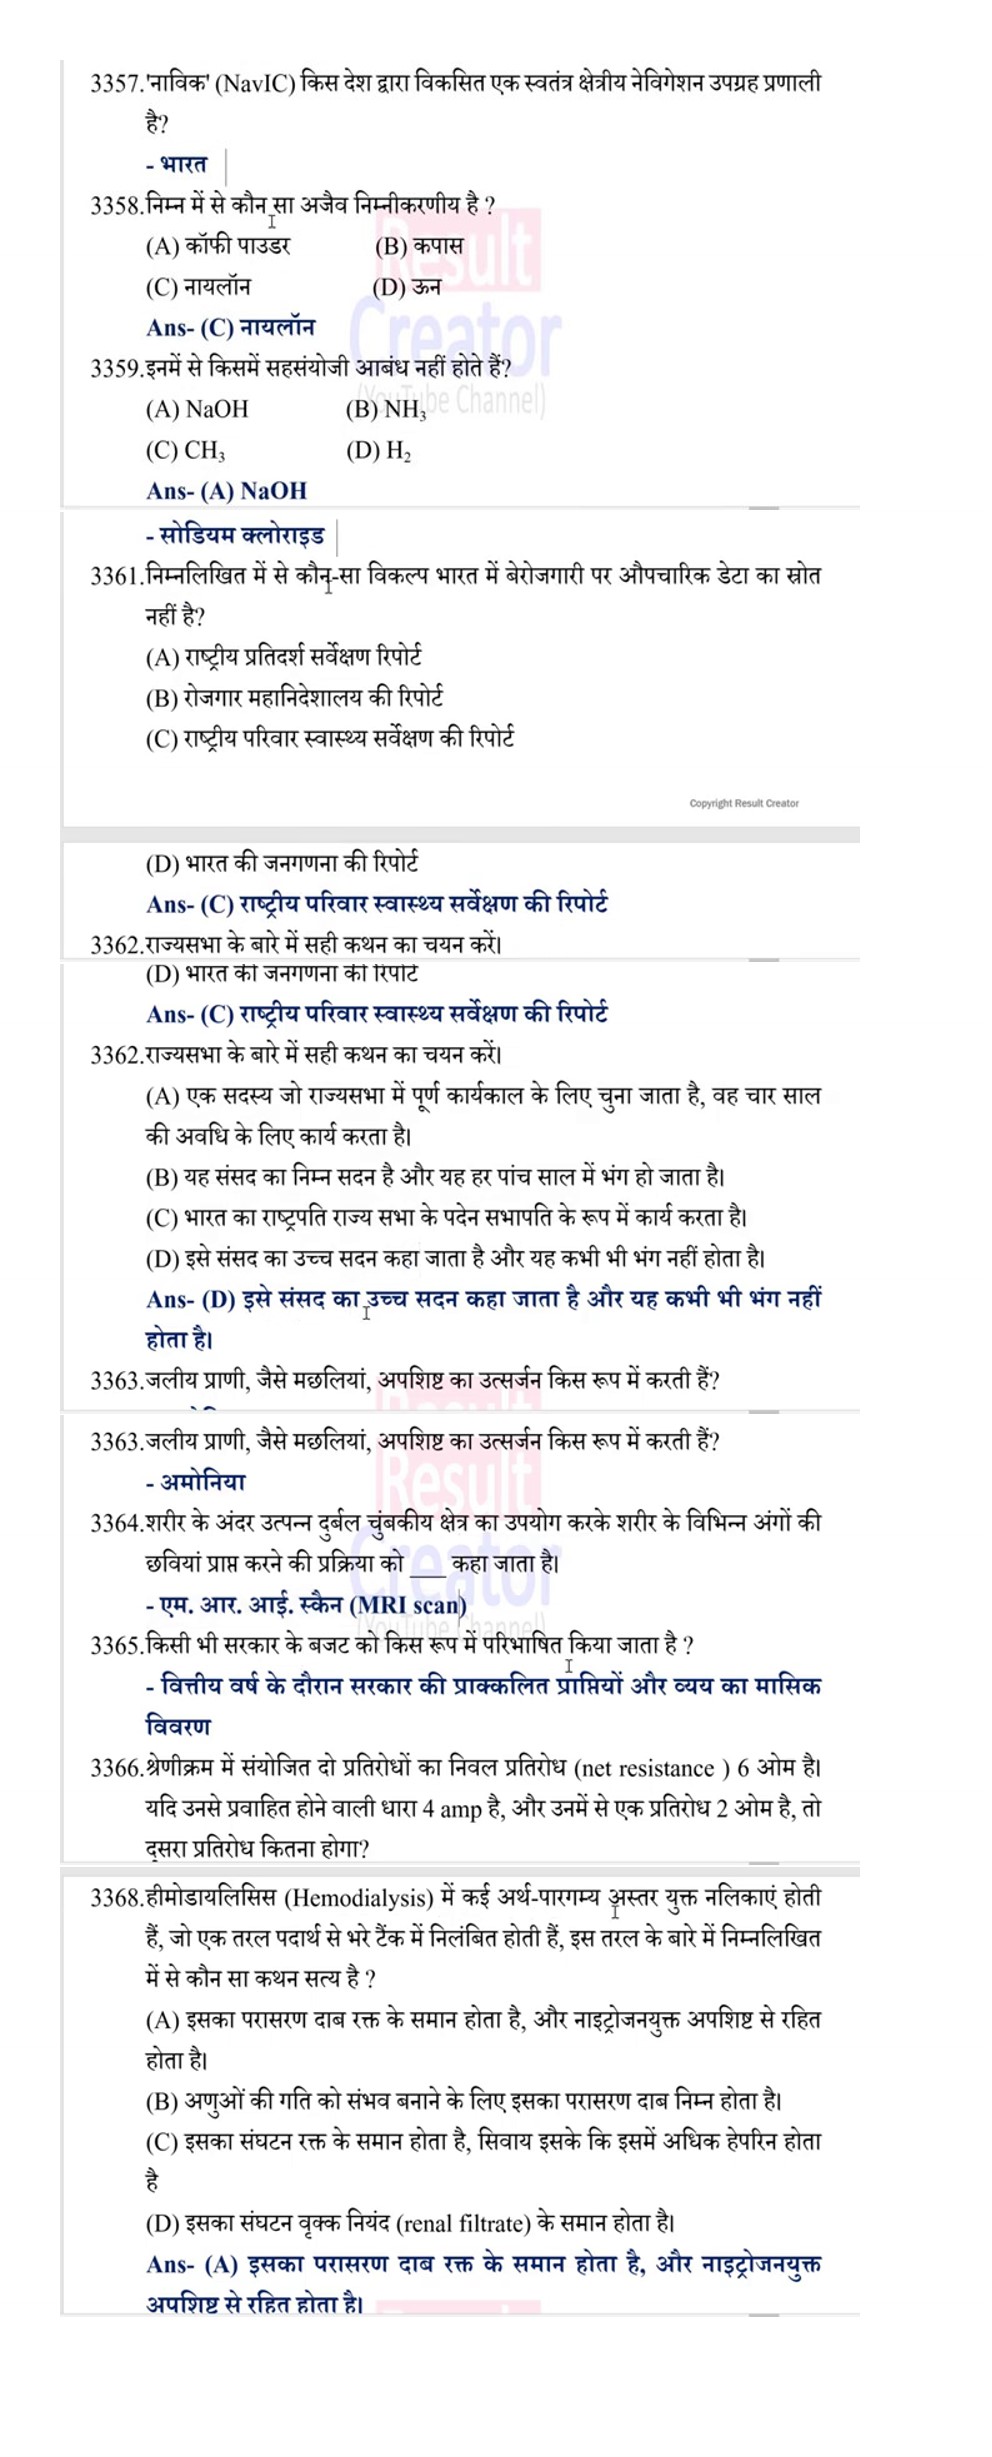 3357.'नाविक' (NavIC) किस देश द्वारा विकसित एक स्वतंत्र क्षेत्रीय नेविगेशन उपग्रह प्रणाली
है?
- भारत
3358.निम्न में से कौन सा अजैव निम्नीकरणीय है ?
(A) कॉफी पाउडर (B) कपास
(C) नायलॉन (D) ऊन
Ans- (C) नायलॉन
3359.इनमें से किसमें सहसंयोजी आबंध नहीं होते हैं?
(A) NaOH (B) NH₃
(C) CH₃ (D) H₂
Ans- (A) NaOH
Result
Creator
(YouTube Channel)
- सोडियम क्लोराइड
3361.निम्नलिखित में से कौन-सा विकल्प भारत में बेरोजगारी पर औपचारिक डेटा का स्रोत
नहीं है?
(A) राष्ट्रीय प्रतिदर्श सर्वेक्षण रिपोर्ट
(B) रोजगार महानिदेशालय की रिपोर्ट
(C) राष्ट्रीय परिवार स्वास्थ्य सर्वेक्षण की रिपोर्ट
Copyright Result Creator
(D) भारत की जनगणना की रिपोर्ट
Ans- (C) राष्ट्रीय परिवार स्वास्थ्य सर्वेक्षण की रिपोर्ट
3362.राज्यसभा के बारे में सही कथन का चयन करें।
(D) भारत की जनगणना की रिपोर्ट
Ans- (C) राष्ट्रीय परिवार स्वास्थ्य सर्वेक्षण की रिपोर्ट
3362.राज्यसभा के बारे में सही कथन का चयन करें।
(A) एक सदस्य जो राज्यसभा में पूर्ण कार्यकाल के लिए चुना जाता है, वह चार साल
की अवधि के लिए कार्य करता है।
(B) यह संसद का निम्न सदन है और यह हर पांच साल में भंग हो जाता है।
(C) भारत का राष्ट्रपति राज्य सभा के पदेन सभापति के रूप में कार्य करता है।
(D) इसे संसद का उच्च सदन कहा जाता है और यह कभी भी भंग नहीं होता है।
Ans- (D) इसे संसद का उच्च सदन कहा जाता है और यह कभी भी भंग नहीं
होता है।
3363.जलीय प्राणी, जैसे मछलियां, अपशिष्ट का उत्सर्जन किस रूप में करती हैं?
3363.जलीय प्राणी, जैसे मछलियां, अपशिष्ट का उत्सर्जन किस रूप में करती हैं?
- अमोनिया
3364.शरीर के अंदर उत्पन्न दुर्बल चुंबकीय क्षेत्र का उपयोग करके शरीर के विभिन्न अंगों की
छवियां प्राप्त करने की प्रक्रिया को ___ कहा जाता है।
- एम. आर. आई. स्कैन (MRI scan)
3365.किसी भी सरकार के बजट को किस रूप में परिभाषित किया जाता है ?
- वित्तीय वर्ष के दौरान सरकार की प्राक्कलित प्राप्तियों और व्यय का मासिक
विवरण
3366.श्रेणीक्रम में संयोजित दो प्रतिरोधों का निवल प्रतिरोध (net resistance ) 6 ओम है।
यदि उनसे प्रवाहित होने वाली धारा 4 amp है, और उनमें से एक प्रतिरोध 2 ओम है, तो
दूसरा प्रतिरोध कितना होगा?
Result
Creator
(YouTube Channel)
3368.हीमोडायलिसिस (Hemodialysis) में कई अर्ध-पारगम्य अस्तर युक्त नलिकाएं होती
हैं, जो एक तरल पदार्थ से भरे टैंक में निलंबित होती हैं, इस तरल के बारे में निम्नलिखित
में से कौन सा कथन सत्य है ?
(A) इसका परासरण दाब रक्त के समान होता है, और नाइट्रोजनयुक्त अपशिष्ट से रहित
होता है।
(B) अणुओं की गति को संभव बनाने के लिए इसका परासरण दाब निम्न होता है।
(C) इसका संघटन रक्त के समान होता है, सिवाय इसके कि इसमें अधिक हेपरिन होता
है
(D) इसका संघटन वृक्क नियंद (renal filtrate) के समान होता है।
Ans- (A) इसका परासरण दाब रक्त के समान होता है, और नाइट्रोजनयुक्त
अपशिष्ट से रहित होता है।